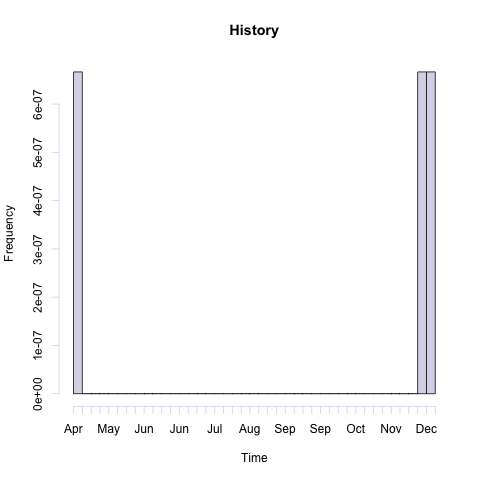 History
6e-07
5e-07
4e-07
3e-07
2e-07
1e-07
0e+00
Frequency
Apr May Jun Jun Jul Aug Sep Sep Oct Nov Dec
Time